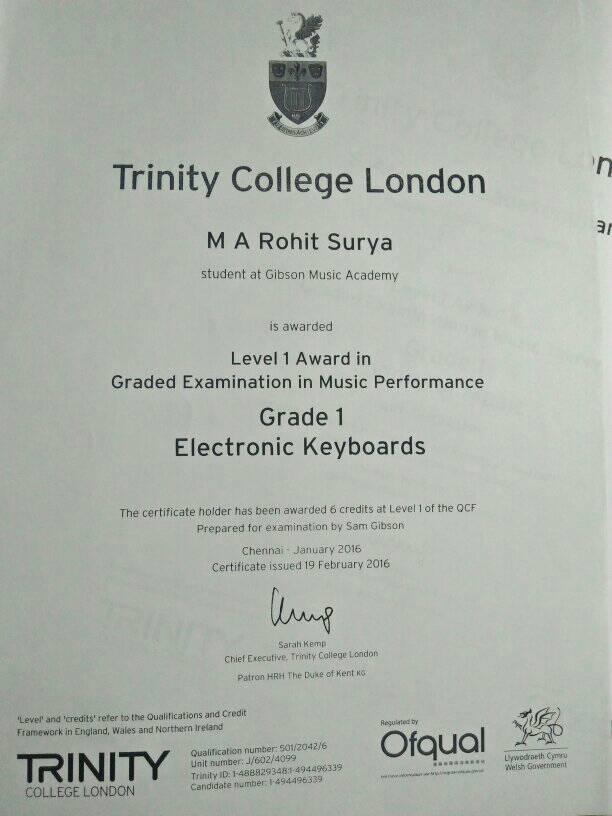 Trinity College London
M A Rohit Surya
student at Gibson Music Academy
is awarded
Level 1 Award in
Graded Examination in Music Performance
Grade 1
Electronic Keyboards
The certificate holder has been awarded 6 credits at Level 1 of the QCF
Prepared for examination by Sam Gibson
Chennai - January 2016
Certificate issued 19 February 2016
Sarah Kemp
Chief Executive, Trinity College London
Patron HRH The Duke of Kent KG
'Level' and 'credits' refer to the Qualifications and Credit
Framework in England, Wales and Northern Ireland
TRINITY
COLLEGE LONDON
Qualification number: 501/2042/6
Unit number: J/602/4099
Trinity ID: 1-488829348:1-494496339
Candidate number: 1-494496339
Regulated by
Ofqual
Llywodraeth Cymru
Welsh Government